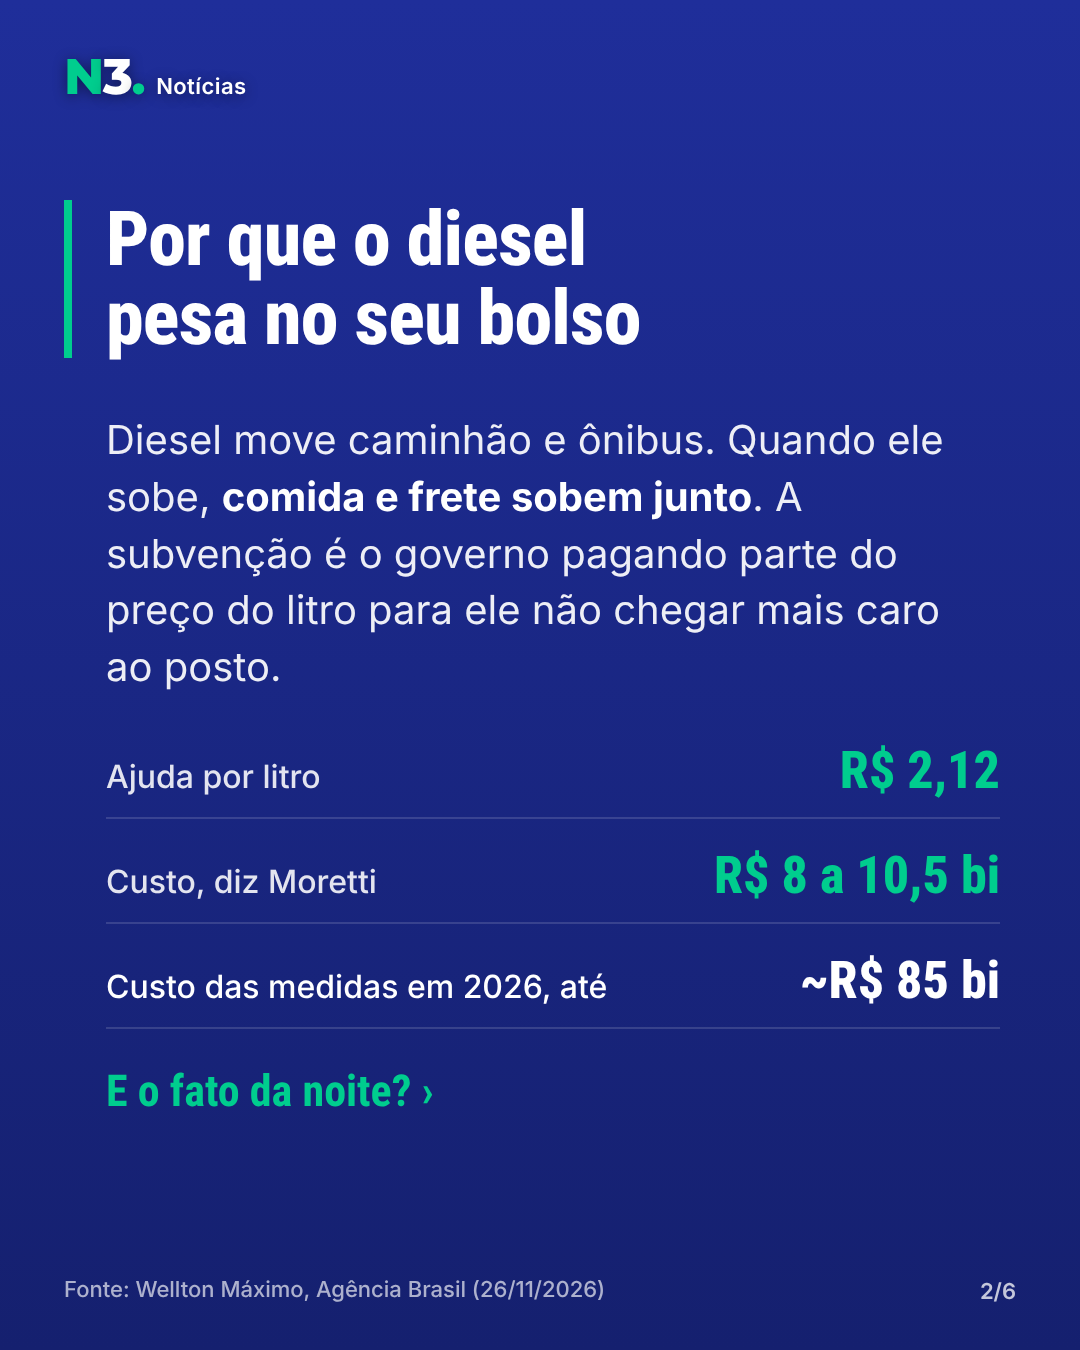 N3. Notícias
Por que o diesel
pesa no seu bolso
Diesel move caminhão e ônibus. Quando ele
sobe, comida e frete sobem junto. A
subvenção é o governo pagando parte do
preço do litro para ele não chegar mais caro
ao posto.
Ajuda por litro R$ 2,12
Custo, diz Moretti R$ 8 a 10,5 bi
Custo das medidas em 2026, até ~R$ 85 bi
E o fato da noite? ›
Fonte: Wellton Máximo, Agência Brasil (26/11/2026) 2/6